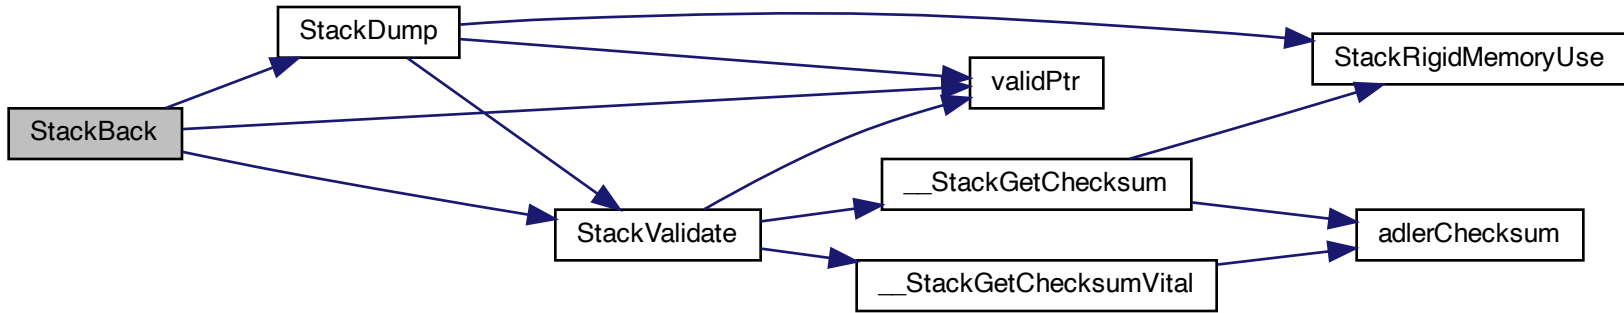 StackBack
StackDump
validPtr
StackRigidMemoryUse
StackValidate
__StackGetChecksum
__StackGetChecksumVital
adlerChecksum